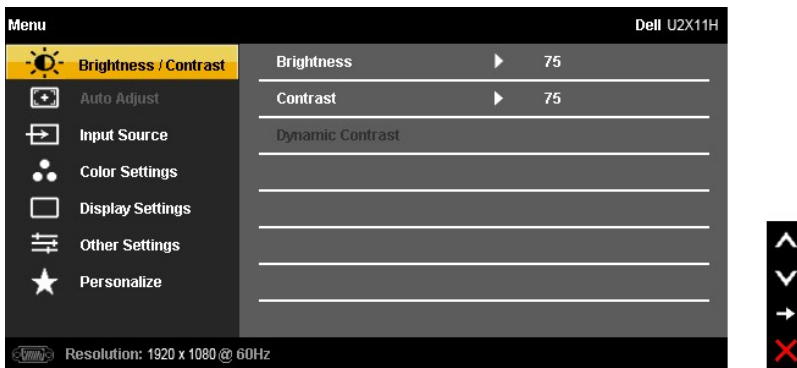 Menu Dell U2X11H
Brightness / Contrast Brightness 75
Auto Adjust Contrast 75
Input Source Dynamic Contrast
Color Settings
Display Settings
Other Settings
Personalize
Resolution: 1920 x 1080 @ 60Hz